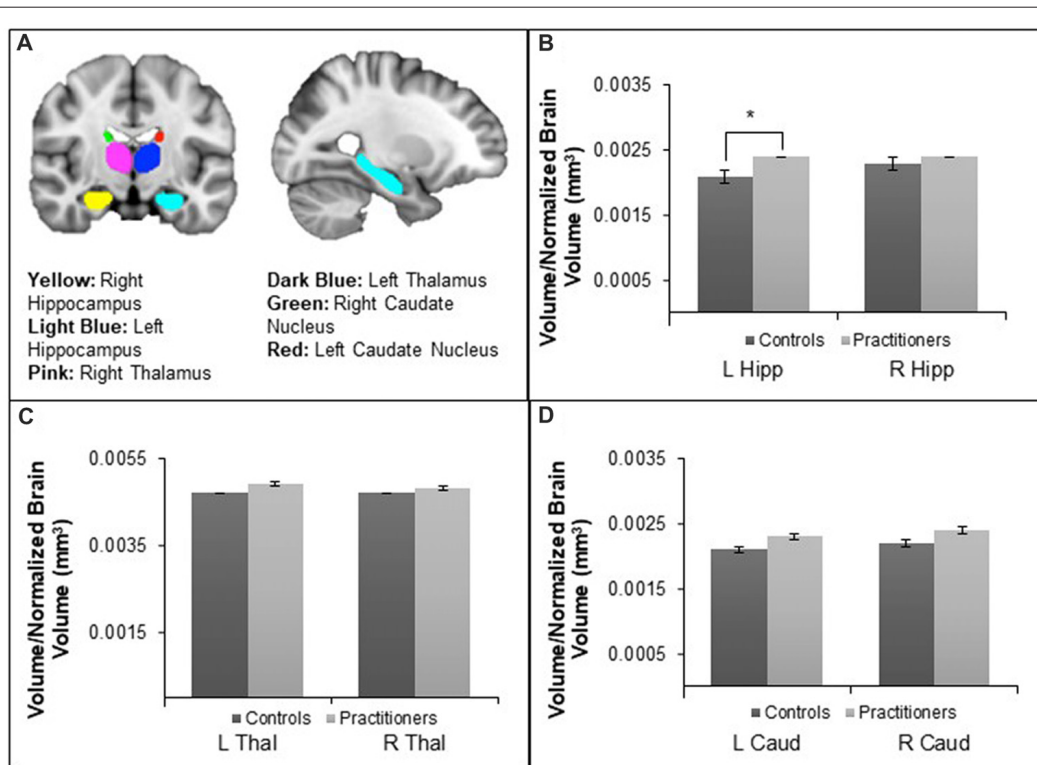 A
Yellow: Right
Hippocampus
Light Blue: Left
Hippocampus
Pink: Right Thalamus
Dark Blue: Left Thalamus
Green: Right Caudate
Nucleus
Red: Left Caudate Nucleus
B
Volume/Normalized Brain
Volume (mm³)
0.0035
0.0025
0.0015
0.0005
*
Controls Practitioners
L Hipp R Hipp
C
Volume/Normalized Brain
Volume (mm³)
0.0055
0.0035
0.0015
Controls Practitioners
L Thal R Thal
D
Volume/Normalized Brain
Volume (mm³)
0.0035
0.0025
0.0015
0.0005
Controls Practitioners
L Caud R Caud